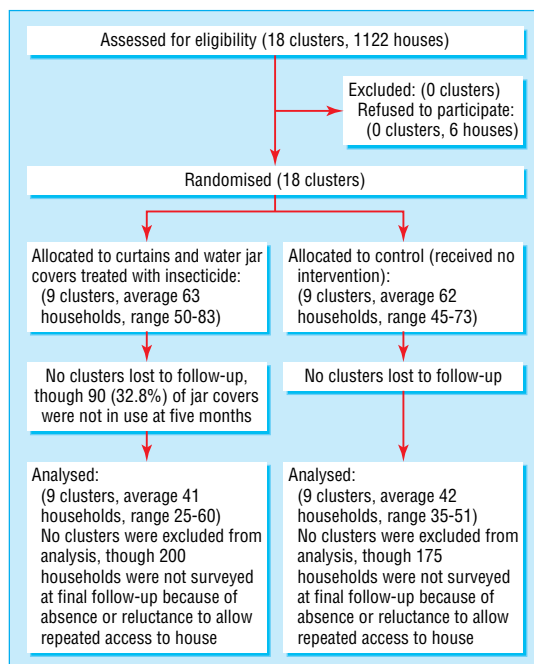 Assessed for eligibility (18 clusters, 1122 houses)
Excluded: (0 clusters)
Refused to participate:
(0 clusters, 6 houses)
Randomised (18 clusters)
Allocated to curtains and water jar
covers treated with insecticide:
(9 clusters, average 63
households, range 50-83)
Allocated to control (received no
intervention):
(9 clusters, average 62
households, range 45-73)
No clusters lost to follow-up,
though 90 (32.8%) of jar covers
were not in use at five months
No clusters lost to follow-up
Analysed:
(9 clusters, average 41
households, range 25-60)
No clusters were excluded from
analysis, though 200
households were not surveyed
at final follow-up because of
absence or reluctance to allow
repeated access to house
Analysed:
(9 clusters, average 42
households, range 35-51)
No clusters were excluded from
analysis, though 175
households were not surveyed
at final follow-up because of
absence or reluctance to allow
repeated access to house